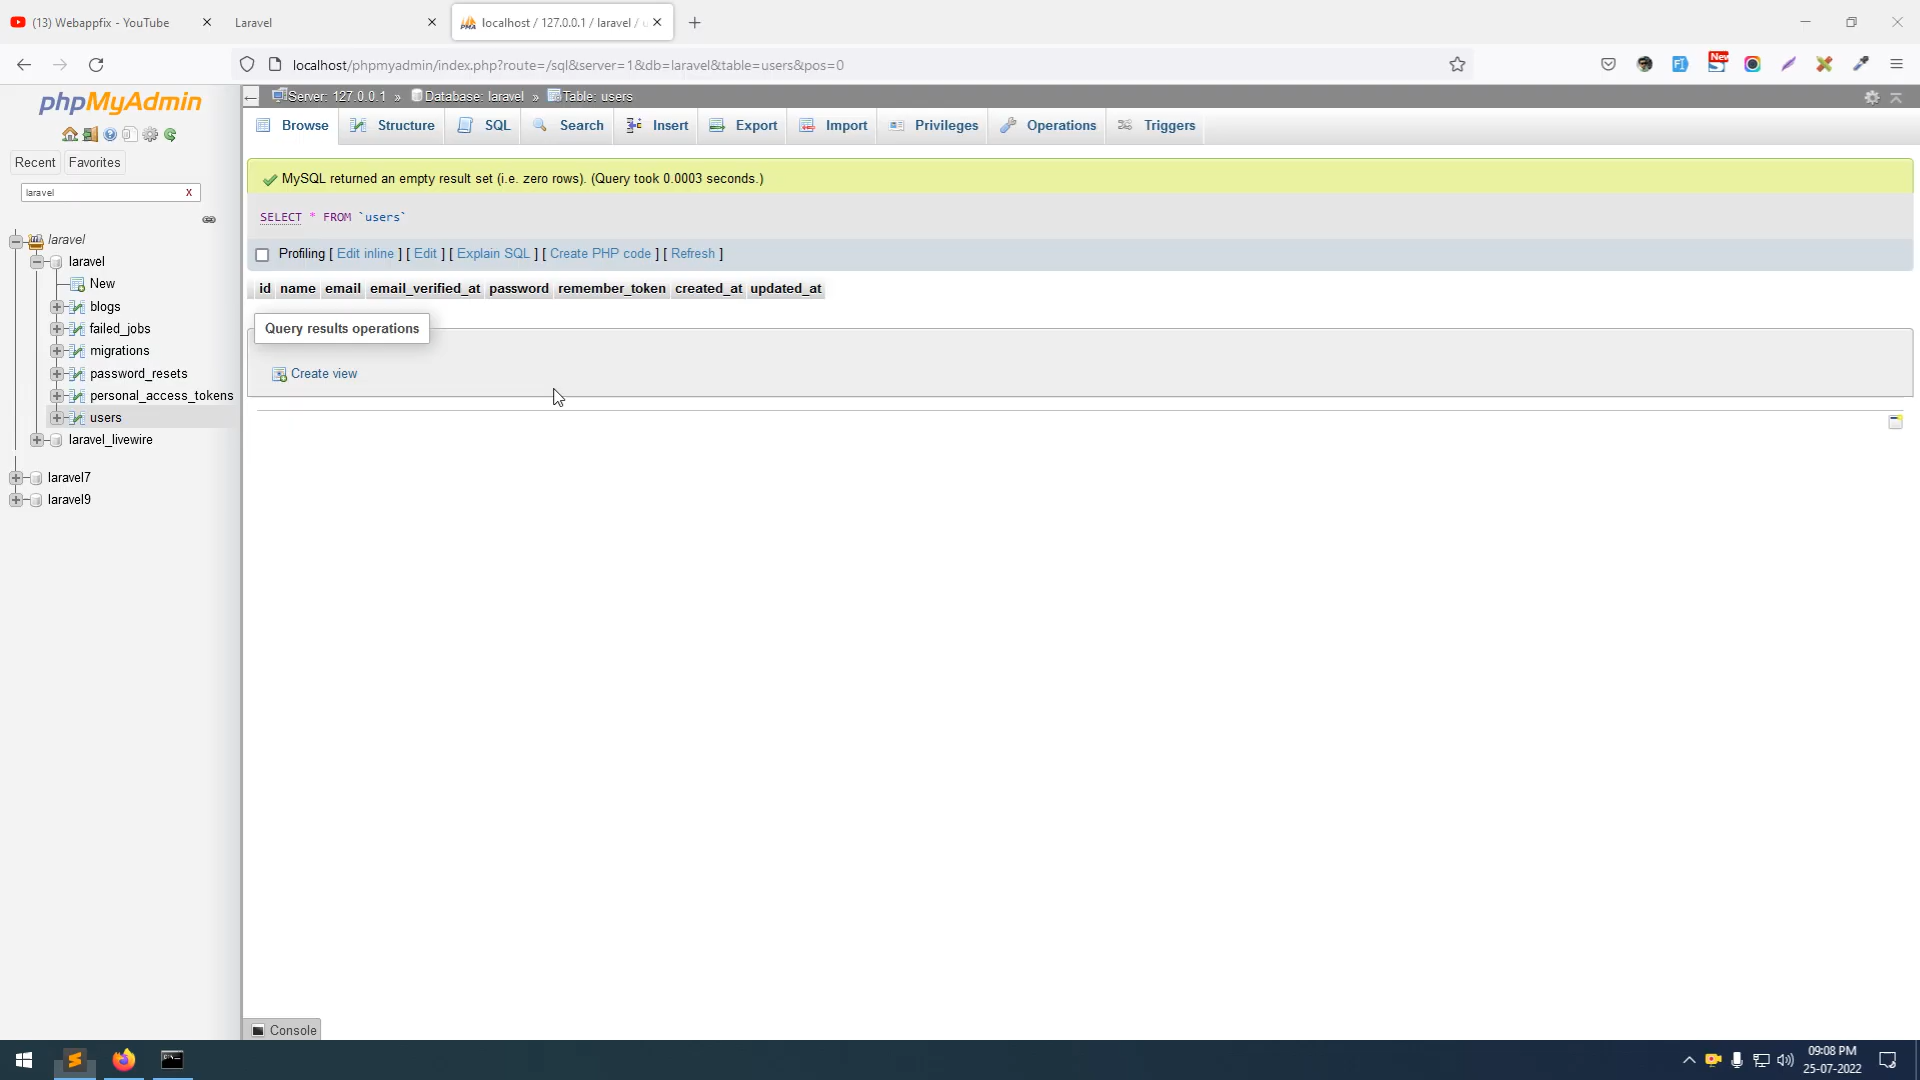 (13) Webappfix - YouTube
Laravel
localhost / 127.0.0.1 / laravel / u
localhost/phpmyadmin/index.php?route=/sql&server=1&db=laravel&table=users&pos=0
New
phpMyAdmin
Server: 127.0.0.1 » Database: laravel » Table: users
Browse Structure SQL Search Insert Export Import Privileges Operations Triggers
Recent Favorites
laravel X
MySQL returned an empty result set (i.e. zero rows). (Query took 0.0003 seconds.)
SELECT * FROM `users`
Profiling [ Edit inline ] [ Edit ] [ Explain SQL ] [ Create PHP code ] [ Refresh ]
id name email email_verified_at password remember_token created_at updated_at
Query results operations
Create view
laravel
laravel
New
blogs
failed_jobs
migrations
password_resets
personal_access_tokens
users
laravel_livewire
laravel7
laravel9
Console
09:08 PM
25-07-2022